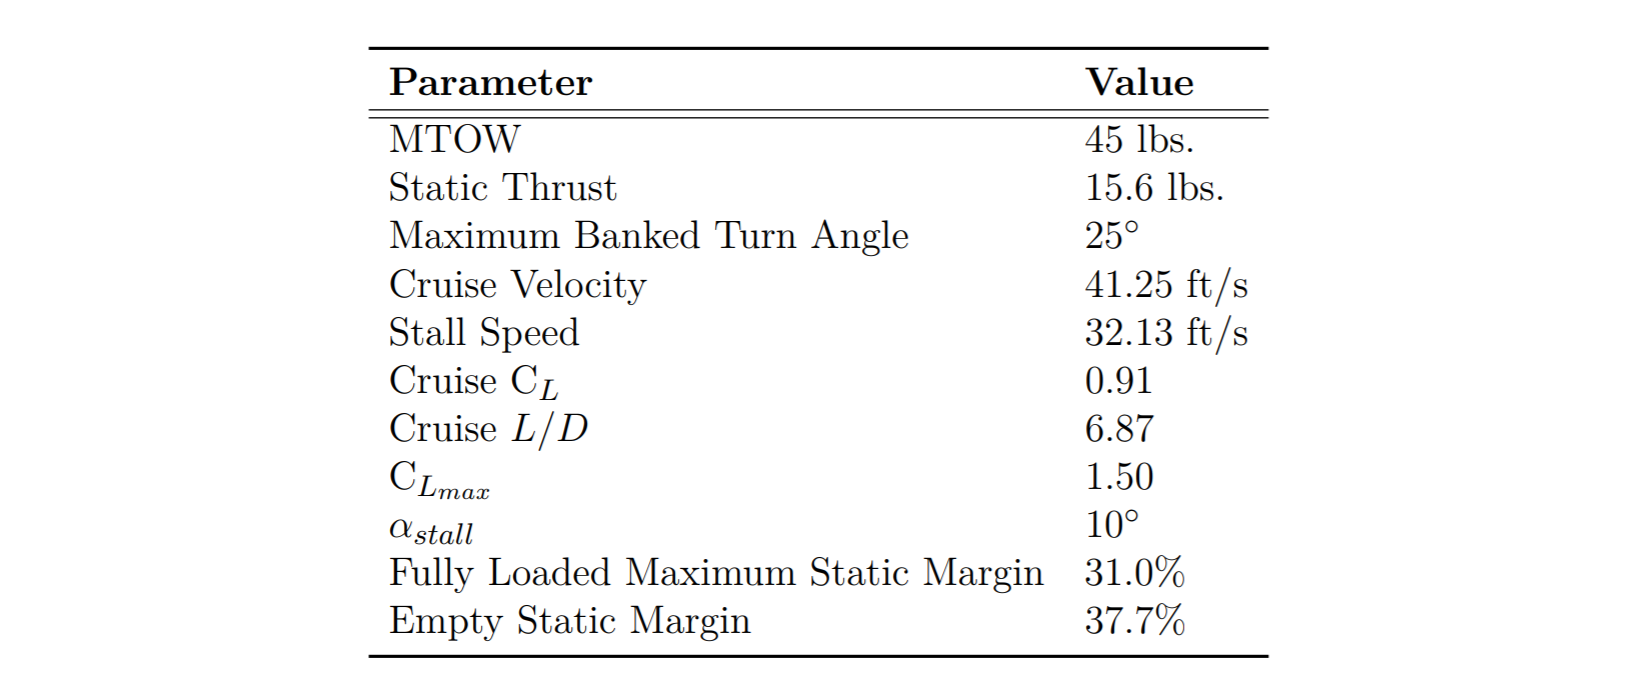 Parameter Value
MTOW 45 lbs.
Static Thrust 15.6 lbs.
Maximum Banked Turn Angle 25°
Cruise Velocity 41.25 ft/s
Stall Speed 32.13 ft/s
Cruise C_L 0.91
Cruise L/D 6.87
C_{L_{max}} 1.50
α_{stall} 10°
Fully Loaded Maximum Static Margin 31.0%
Empty Static Margin 37.7%